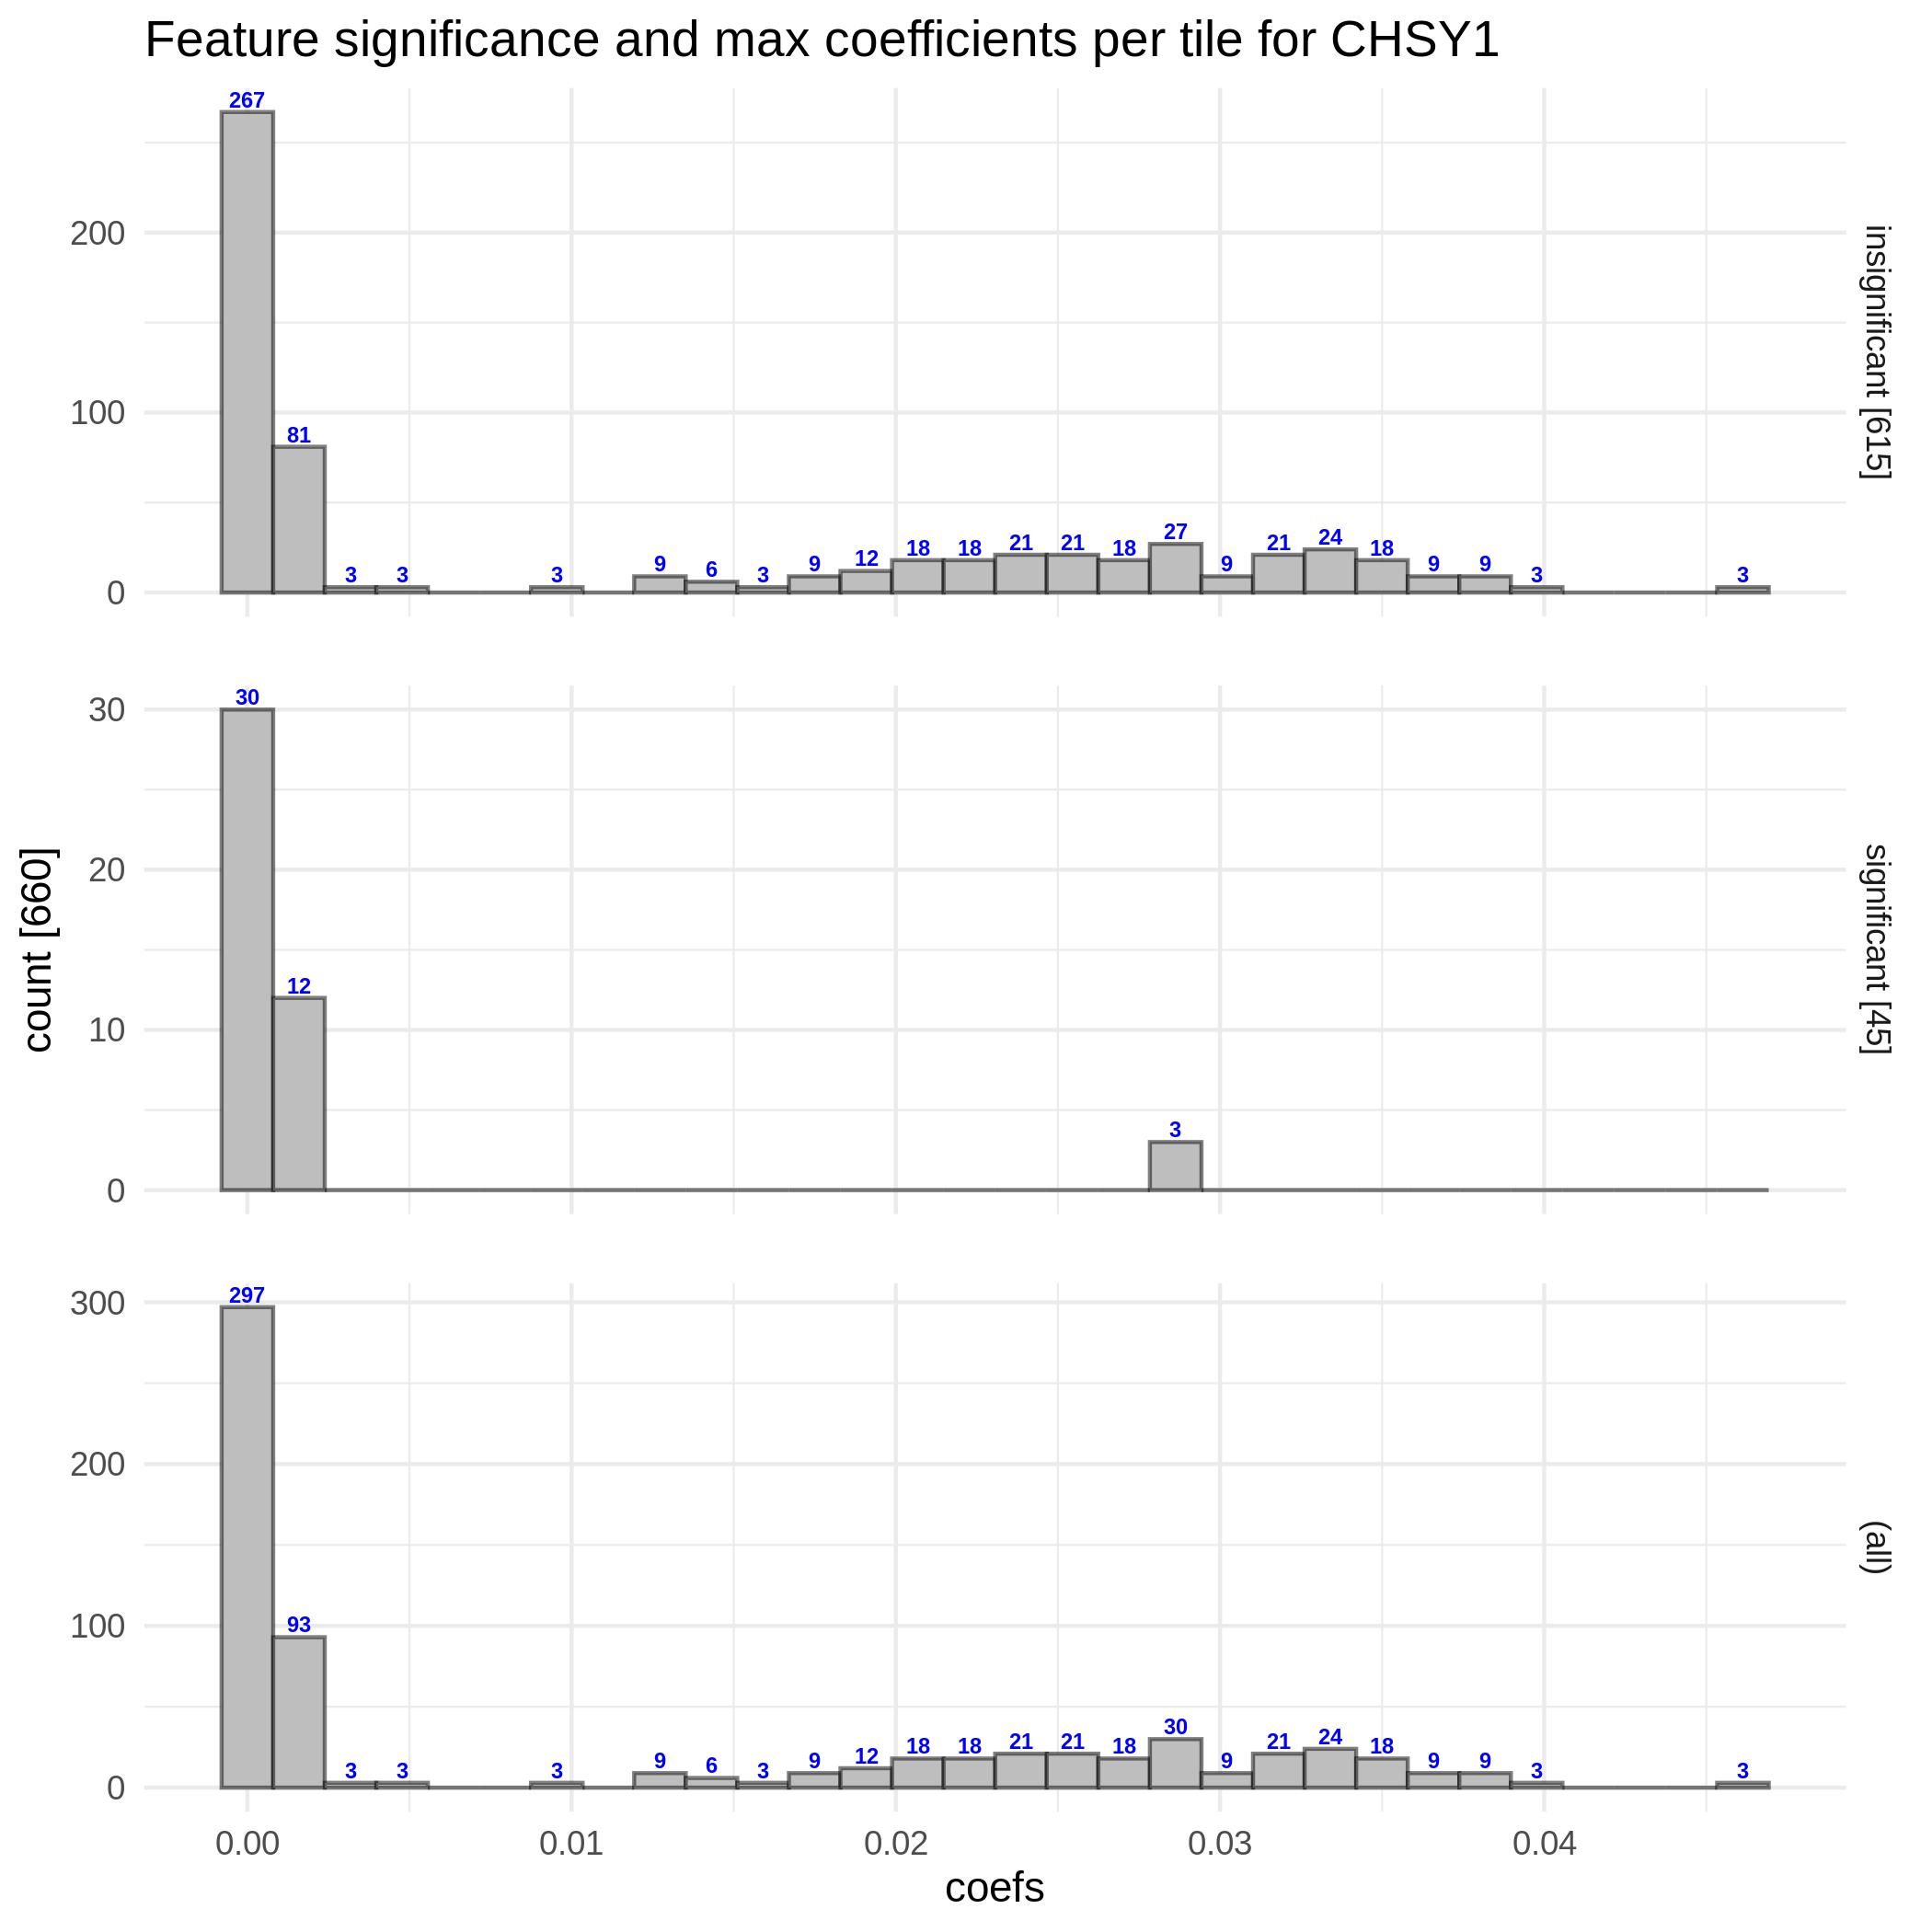 Feature significance and max coefficients per tile for CHSY1
267
81
3 3 3 9 6 3 9 12 18 18 21 21 18 27 9 21 24 18 9 9 3 3
200
100
0
insignificant [615]
30
12
3
30
20
10
0
significant [45]
count [660]
297
93
3 3 3 9 6 3 9 12 18 18 21 21 18 30 9 21 24 18 9 9 3 3
300
200
100
0
(all)
0.00 0.01 0.02 0.03 0.04
coefs